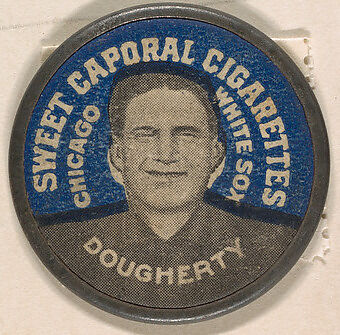 SWEET CAPORAL CIGARETTES
CHICAGO
WHITE SOX
DOUGHERTY